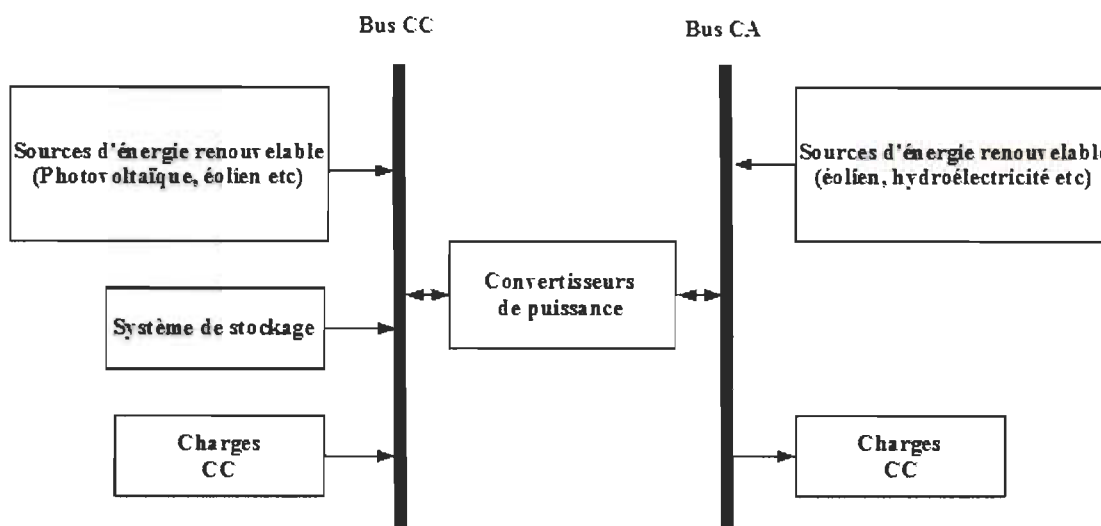 Bus CC
Bus CA
Sources d'énergie renouvelable
(Photovoltaïque, éolien etc)
Sources d'énergie renouvelable
(éolien, hydroélectricité etc)
Convertisseurs
de puissance
Système de stockage
Charges
CC
Charges
CC